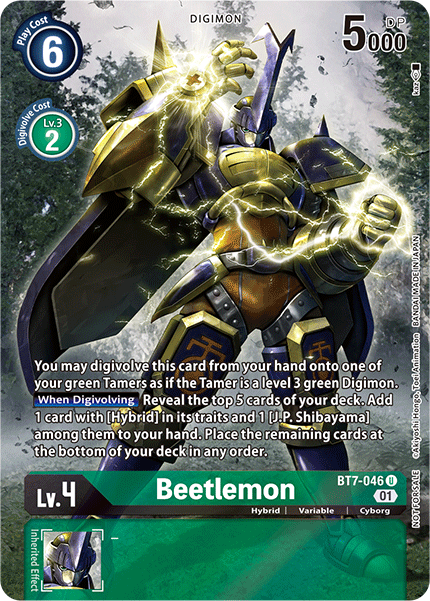 Play Cost
6
DIGIMON
5000
DP
Digivolve Cost
Lv.3
2
You may digivolve this card from your hand onto one of
your green Tamers as if the Tamer is a level 3 green Digimon.
When Digivolving Reveal the top 5 cards of your deck. Add
1 card with [Hybrid] in its traits and 1 [J.P. Shibayama]
among them to your hand. Place the remaining cards at
the bottom of your deck in any order.
Lv.4
Beetlemon
BT7-046 U
01
Hybrid | Variable | Cyborg
Inherited Effect
-
NOT FOR SALE
©Akiyoshi Hongo, Toei Animation BANDAI MADE IN JAPAN